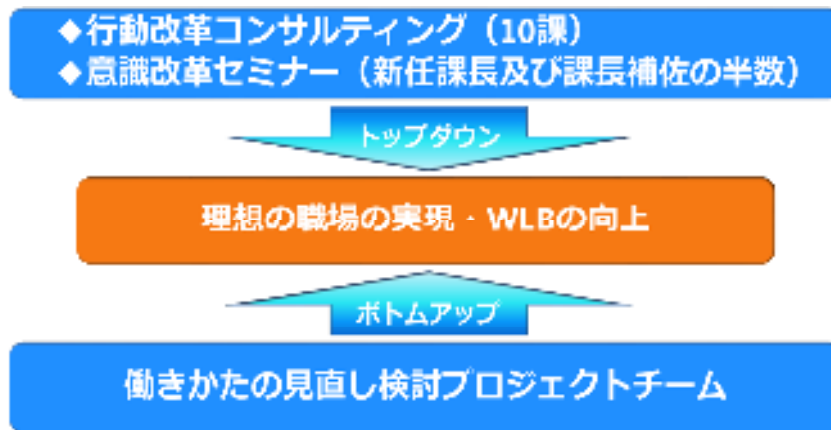 ◆行動改革コンサルティング（10課）
◆意識改革セミナー（新任課長及び課長補佐の半数）
トップダウン
理想の職場の実現・WLBの向上
ボトムアップ
働きかたの見直し検討プロジェクトチーム